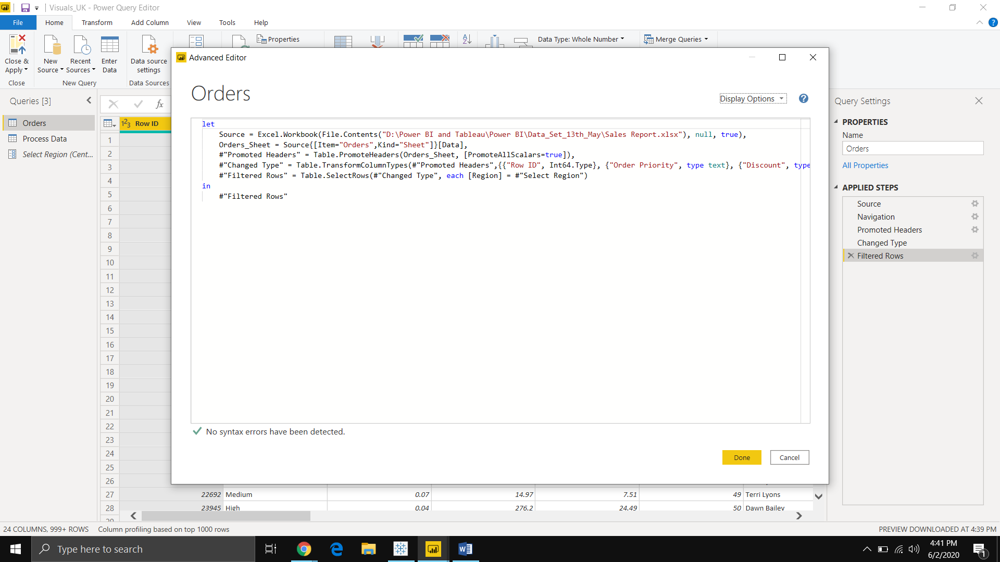 Visuals_UK - Power Query Editor
File Home Transform Add Column View Tools Help
Close & Apply
New Source
Recent Sources
Enter Data
Data source settings
Properties
Data Type: Whole Number
Merge Queries
Close
New Query
Data Sources
Advanced Editor
Queries [3]
Orders
Process Data
Select Region (Cent...
fx
123 Row ID
1
2
3
4
5
6
7
8
9
10
11
12
13
14
15
16
17
18
19
20
21
22
23
24
25
26
27 22692 Medium 0.07 14.97 7.51 49 Terri Lyons
28 23945 High 0.04 276.2 24.49 50 Dawn Bailey
Orders
Display Options
let
Source = Excel.Workbook(File.Contents("D:\Power BI and Tableau\Power BI\Data_Set_13th_May\Sales Report.xlsx"), null, true),
Orders_Sheet = Source{[Item="Orders",Kind="Sheet"]}[Data],
#"Promoted Headers" = Table.PromoteHeaders(Orders_Sheet, [PromoteAllScalars=true]),
#"Changed Type" = Table.TransformColumnTypes(#"Promoted Headers",{{"Row ID", Int64.Type}, {"Order Priority", type text}, {"Discount", type
#"Filtered Rows" = Table.SelectRows(#"Changed Type", each [Region] = #"Select Region")
in
#"Filtered Rows"
No syntax errors have been detected.
Done
Cancel
Query Settings
PROPERTIES
Name
Orders
All Properties
APPLIED STEPS
Source
Navigation
Promoted Headers
Changed Type
Filtered Rows
24 COLUMNS, 999+ ROWS
Column profiling based on top 1000 rows
PREVIEW DOWNLOADED AT 4:39 PM
Type here to search
4:41 PM
6/2/2020
1